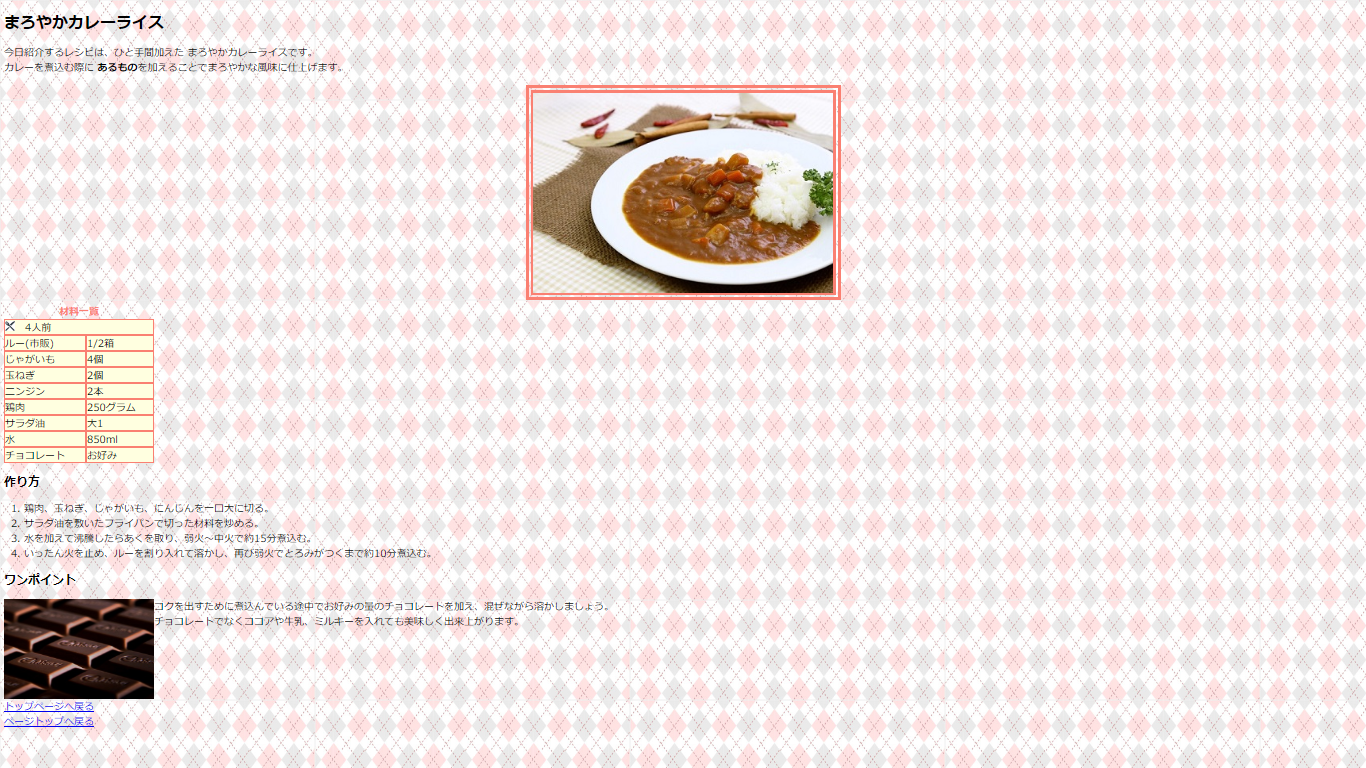 まろやかカレーライス
今日紹介するレシピは、ひと手間加えた まろやかカレーライスです。
カレーを煮込む際に あるものを加えることでまろやかな風味に仕上げます。
材料一覧
4人前
ルー(市販) 1/2箱
じゃがいも 4個
玉ねぎ 2個
ニンジン 2本
鶏肉 250グラム
サラダ油 大1
水 850ml
チョコレート お好み
作り方
1. 鶏肉、玉ねぎ、じゃがいも、にんじんを一口大に切る。
2. サラダ油を敷いたフライパンで切った材料を炒める。
3. 水を加えて沸騰したらあくを取り、弱火～中火で約15分煮込む。
4. いったん火を止め、ルーを割り入れて溶かし、再び弱火でとろみがつくまで約10分煮込む。
ワンポイント
コクを出すために煮込んでいる途中でお好みの量のチョコレートを加え、混ぜながら溶かしましょう。
チョコレートでなくココアや牛乳、ミルキーを入れても美味しく出来上がります。
トップページへ戻る
ページトップへ戻る